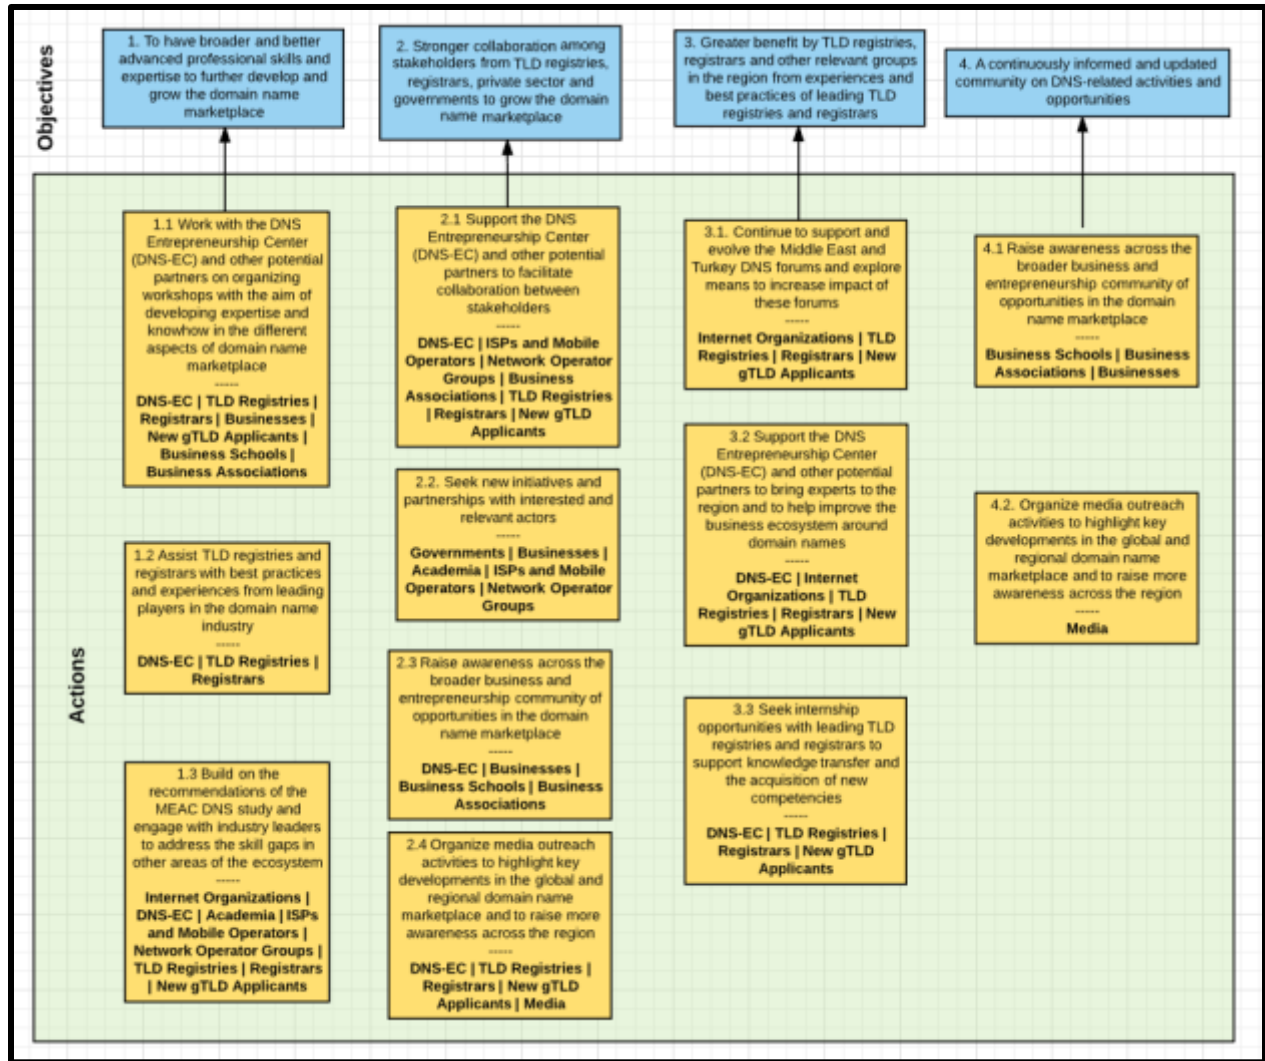 Objectives
1. To have broader and better
advanced professional skills and
expertise to further develop and
grow the domain name
marketplace
2. Stronger collaboration among
stakeholders from TLD registries,
registrars, private sector and
governments to grow the domain
name marketplace
3. Greater benefit by TLD registries,
registrars and other relevant groups
in the region from experiences and
best practices of leading TLD
registries and registrars
4. A continuously informed and updated
community on DNS-related activities and
opportunities
Actions
1.1 Work with the DNS
Entrepreneurship Center
(DNS-EC) and other potential
partners on organizing
workshops with the aim of
developing expertise and
knowhow in the different
aspects of domain name
marketplace
-----
DNS-EC | TLD Registries |
Registrars | Businesses |
New gTLD Applicants |
Business Schools |
Business Associations
1.2 Assist TLD registries and
registrars with best practices
and experiences from leading
players in the domain name
industry
-----
DNS-EC | TLD Registries |
Registrars
1.3 Build on the
recommendations of the
MEAC DNS study and
engage with industry leaders
to address the skill gaps in
other areas of the ecosystem
-----
Internet Organizations |
DNS-EC | Academia | ISPs
and Mobile Operators |
Network Operator Groups |
TLD Registries | Registrars
| New gTLD Applicants
2.1 Support the DNS
Entrepreneurship Center
(DNS-EC) and other potential
partners to facilitate
collaboration between
stakeholders
-----
DNS-EC | ISPs and Mobile
Operators | Network Operator
Groups | Business
Associations | TLD Registries
| Registrars | New gTLD
Applicants
2.2. Seek new initiatives and
partnerships with interested and
relevant actors
-----
Governments | Businesses |
Academia | ISPs and Mobile
Operators | Network Operator
Groups
2.3 Raise awareness across the
broader business and
entrepreneurship community of
opportunities in the domain
name marketplace
-----
DNS-EC | Businesses |
Business Schools | Business
Associations
2.4 Organize media outreach
activities to highlight key
developments in the global and
regional domain name
marketplace and to raise more
awareness across the region
-----
DNS-EC | TLD Registries |
Registrars | New gTLD
Applicants | Media
3.1. Continue to support and
evolve the Middle East and
Turkey DNS forums and explore
means to increase impact of
these forums
-----
Internet Organizations | TLD
Registries | Registrars | New
gTLD Applicants
3.2 Support the DNS
Entrepreneurship Center
(DNS-EC) and other potential
partners to bring experts to the
region and to help improve the
business ecosystem around
domain names
-----
DNS-EC | Internet
Organizations | TLD
Registries | Registrars | New
gTLD Applicants
3.3 Seek internship
opportunities with leading TLD
registries and registrars to
support knowledge transfer and
the acquisition of new
competencies
-----
DNS-EC | TLD Registries |
Registrars | New gTLD
Applicants
4.1 Raise awareness across the
broader business and
entrepreneurship community of
opportunities in the domain
name marketplace
-----
Business Schools | Business
Associations | Businesses
4.2. Organize media outreach
activities to highlight key
developments in the global and
regional domain name
marketplace and to raise more
awareness across the region
-----
Media